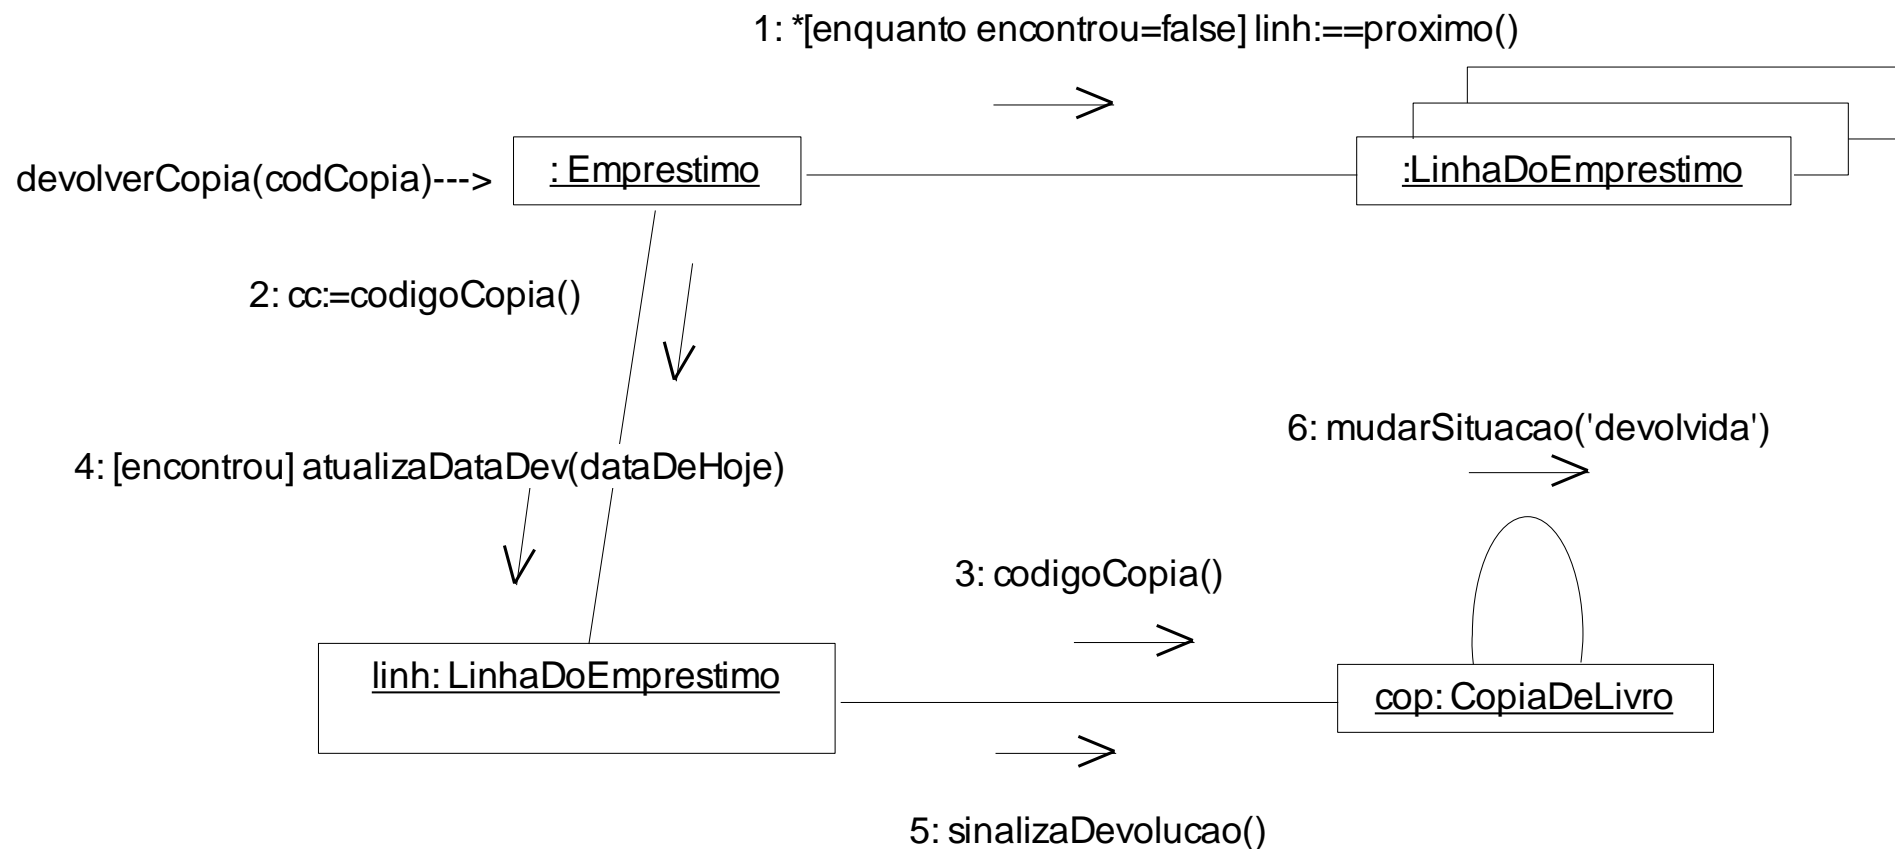 1: *[enquanto encontrou=false] linh:==proximo()
devolverCopia(codCopia)--->
: Emprestimo
:LinhaDoEmprestimo
2: cc:=codigoCopia()
6: mudarSituacao('devolvida')
4: [encontrou] atualizaDataDev(dataDeHoje)
3: codigoCopia()
linh: LinhaDoEmprestimo
cop: CopiaDeLivro
5: sinalizaDevolucao()